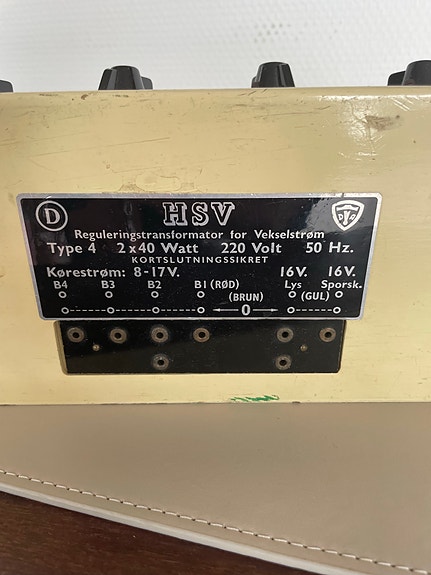 D HSV
Reguleringstransformator for Vekselstrøm
Type 4 2x40 Watt 220 Volt 50 Hz.
KORTSLUTNINGSSIKRET
Kørestrøm: 8-17V. 16V. 16V.
B4 B3 B2 B1 (RØD) Lys Sporsk.
(BRUN) (GUL)
0